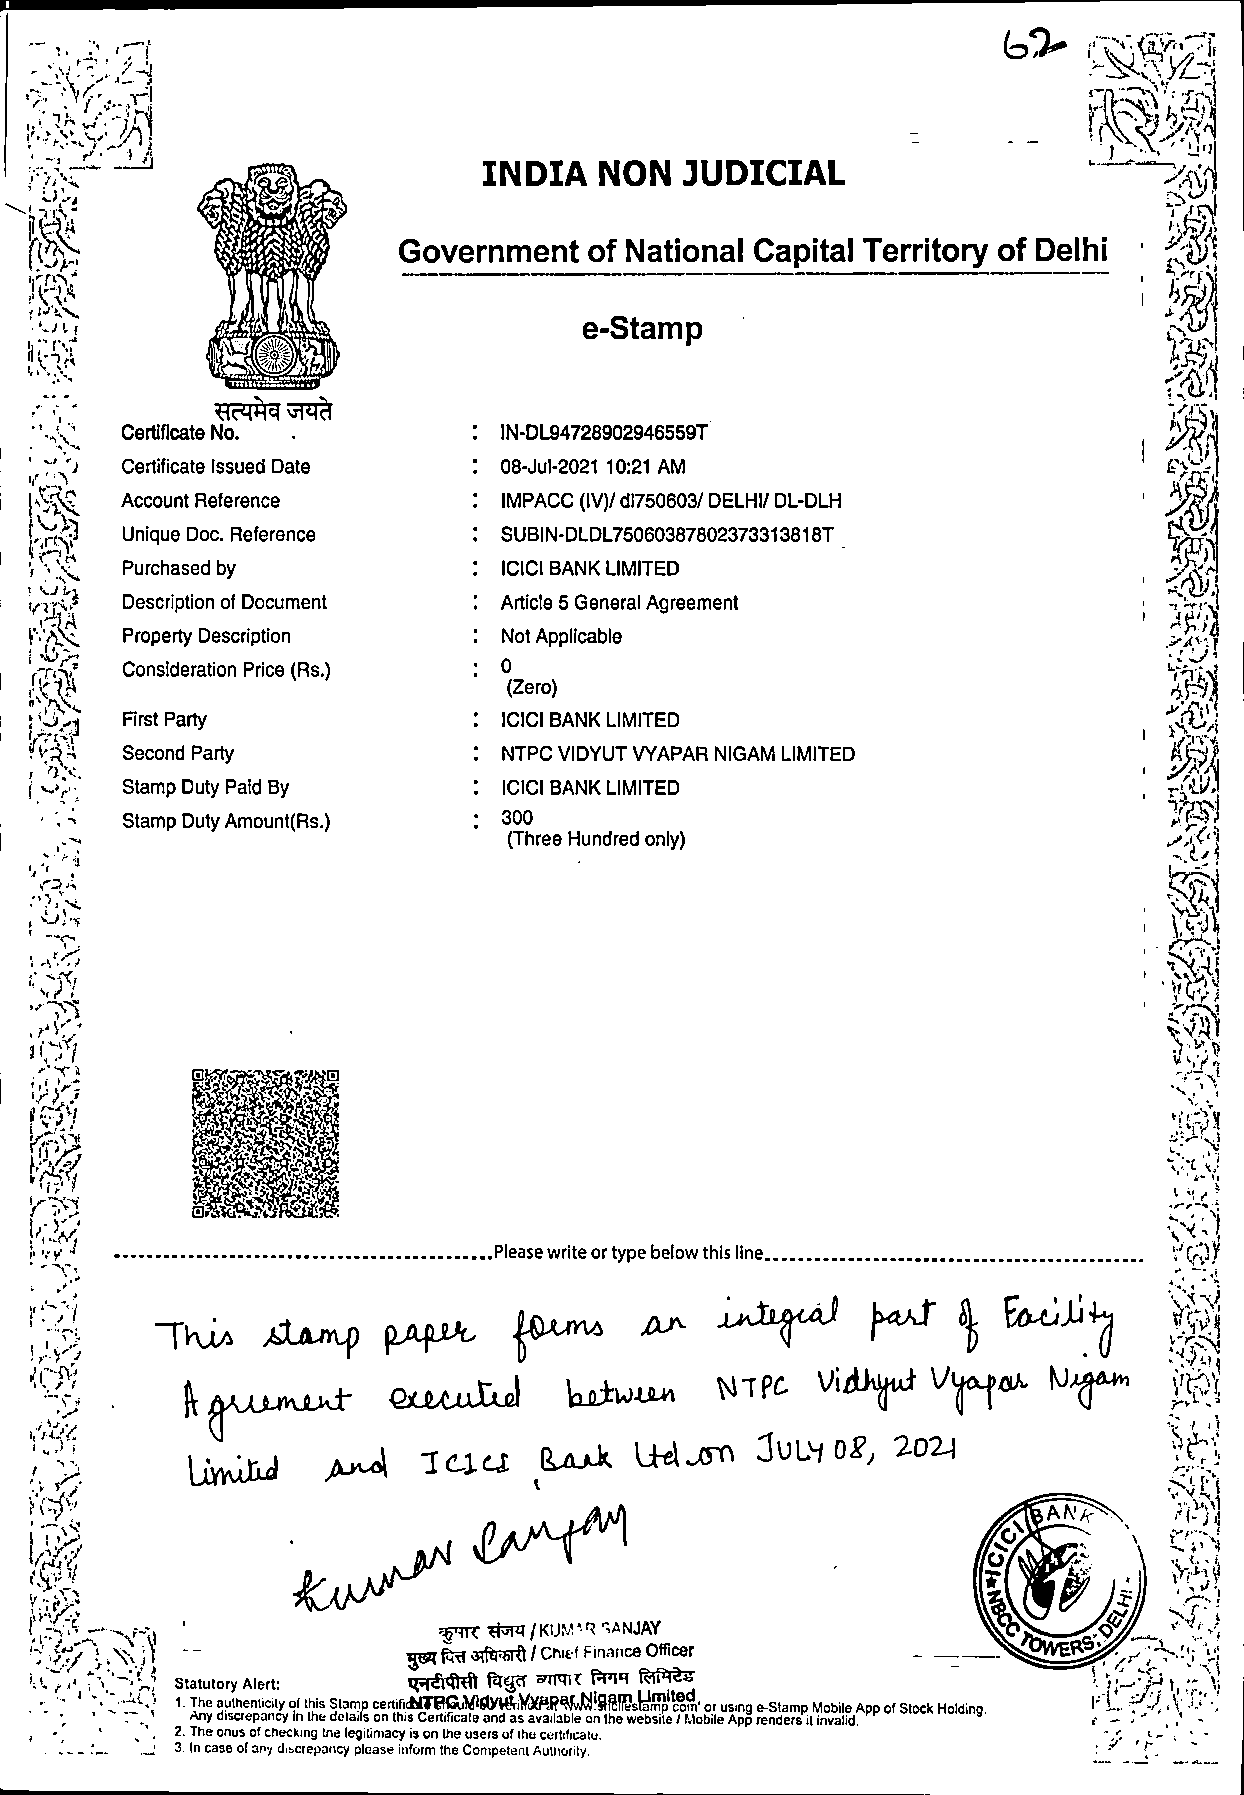 62
INDIA NON JUDICIAL
Government of National Capital Territory of Delhi
e-Stamp
सत्यमेव जयते
Certificate No. : IN-DL94728902946559T
Certificate Issued Date : 08-Jul-2021 10:21 AM
Account Reference : IMPACC (IV)/ dl750603/ DELHI/ DL-DLH
Unique Doc. Reference : SUBIN-DLDL75060387802373313818T
Purchased by : ICICI BANK LIMITED
Description of Document : Article 5 General Agreement
Property Description : Not Applicable
Consideration Price (Rs.) : 0
(Zero)
First Party : ICICI BANK LIMITED
Second Party : NTPC VIDYUT VYAPAR NIGAM LIMITED
Stamp Duty Paid By : ICICI BANK LIMITED
Stamp Duty Amount(Rs.) : 300
(Three Hundred only)
Please write or type below this line
This stamp paper forms an integral part of Facility
Agreement executed between NTPC Vidhyut Vyapar Nigam
Limited and ICICI Bank Ltd on JULY 08, 2021
Kumar Sanjay
ICICI BANK
NBCC TOWERS - DELHI
कुमार संजय / KUMAR SANJAY
मुख्य वित्त अधिकारी / Chief Finance Officer
एनटीपीसी विद्युत व्यापार निगम लिमिटेड
NTPC Vidyut Vyapar Nigam Limited
Statutory Alert:
1. The authenticity of this Stamp or using e-Stamp Mobile App of Stock Holding.
Any discrepancy in the details on this Certificate and as available on the website / Mobile App renders it invalid.
2. The onus of checking the legitimacy is on the users of the certificate.
3. In case of any discrepancy please inform the Competent Authority.